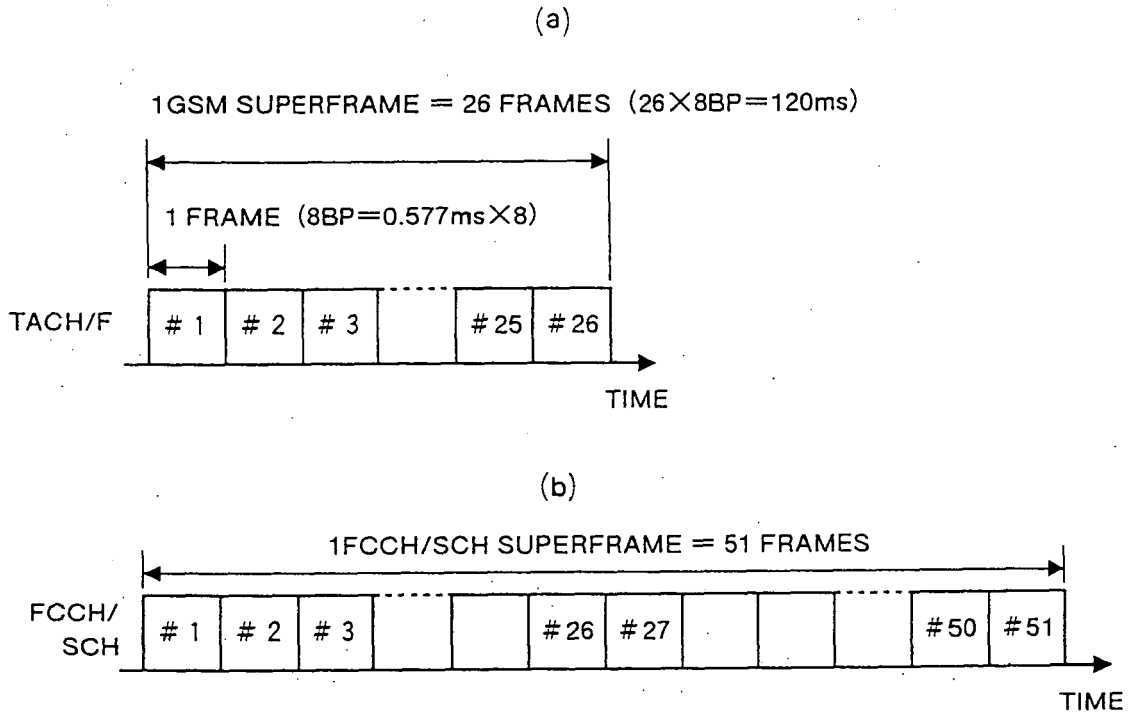 (a)
1GSM SUPERFRAME = 26 FRAMES (26×8BP=120ms)
1 FRAME (8BP=0.577ms×8)
TACH/F #1 #2 #3 #25 #26
TIME
(b)
1FCCH/SCH SUPERFRAME = 51 FRAMES
FCCH/
SCH #1 #2 #3 #26 #27 #50 #51
TIME